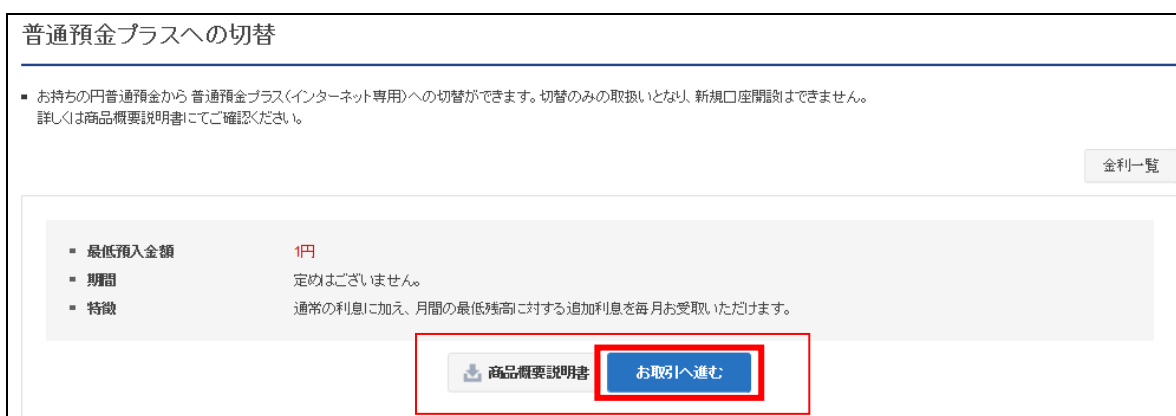 普通預金プラスへの切替
▪ お持ちの円普通預金から 普通預金プラス(インターネット専用)への切替ができます。切替のみの取扱いとなり、新規口座開設はできません。
詳しくは商品概要説明書にてご確認ください。
金利一覧
▪ 最低預入金額 1円
▪ 期間 定めはございません。
▪ 特徴 通常の利息に加え、月間の最低残高に対する追加利息を毎月お受取いただけます。
商品概要説明書 お取引へ進む